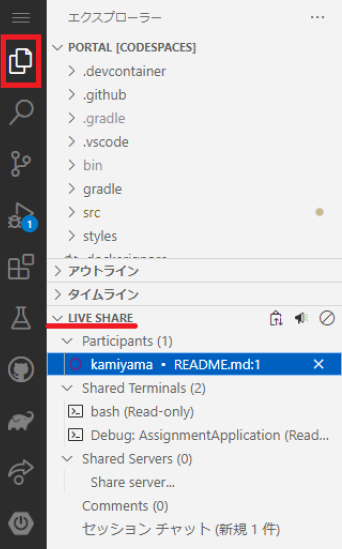 エクスプローラー
PORTAL [CODESPACES]
.devcontainer
.github
.gradle
.vscode
bin
gradle
src
styles
アウトライン
タイムライン
LIVE SHARE
Participants (1)
kamiyama • README.md:1
Shared Terminals (2)
bash (Read-only)
Debug: AssignmentApplication (Read...
Shared Servers (0)
Share server...
Comments (0)
セッション チャット (新規 1 件)
1